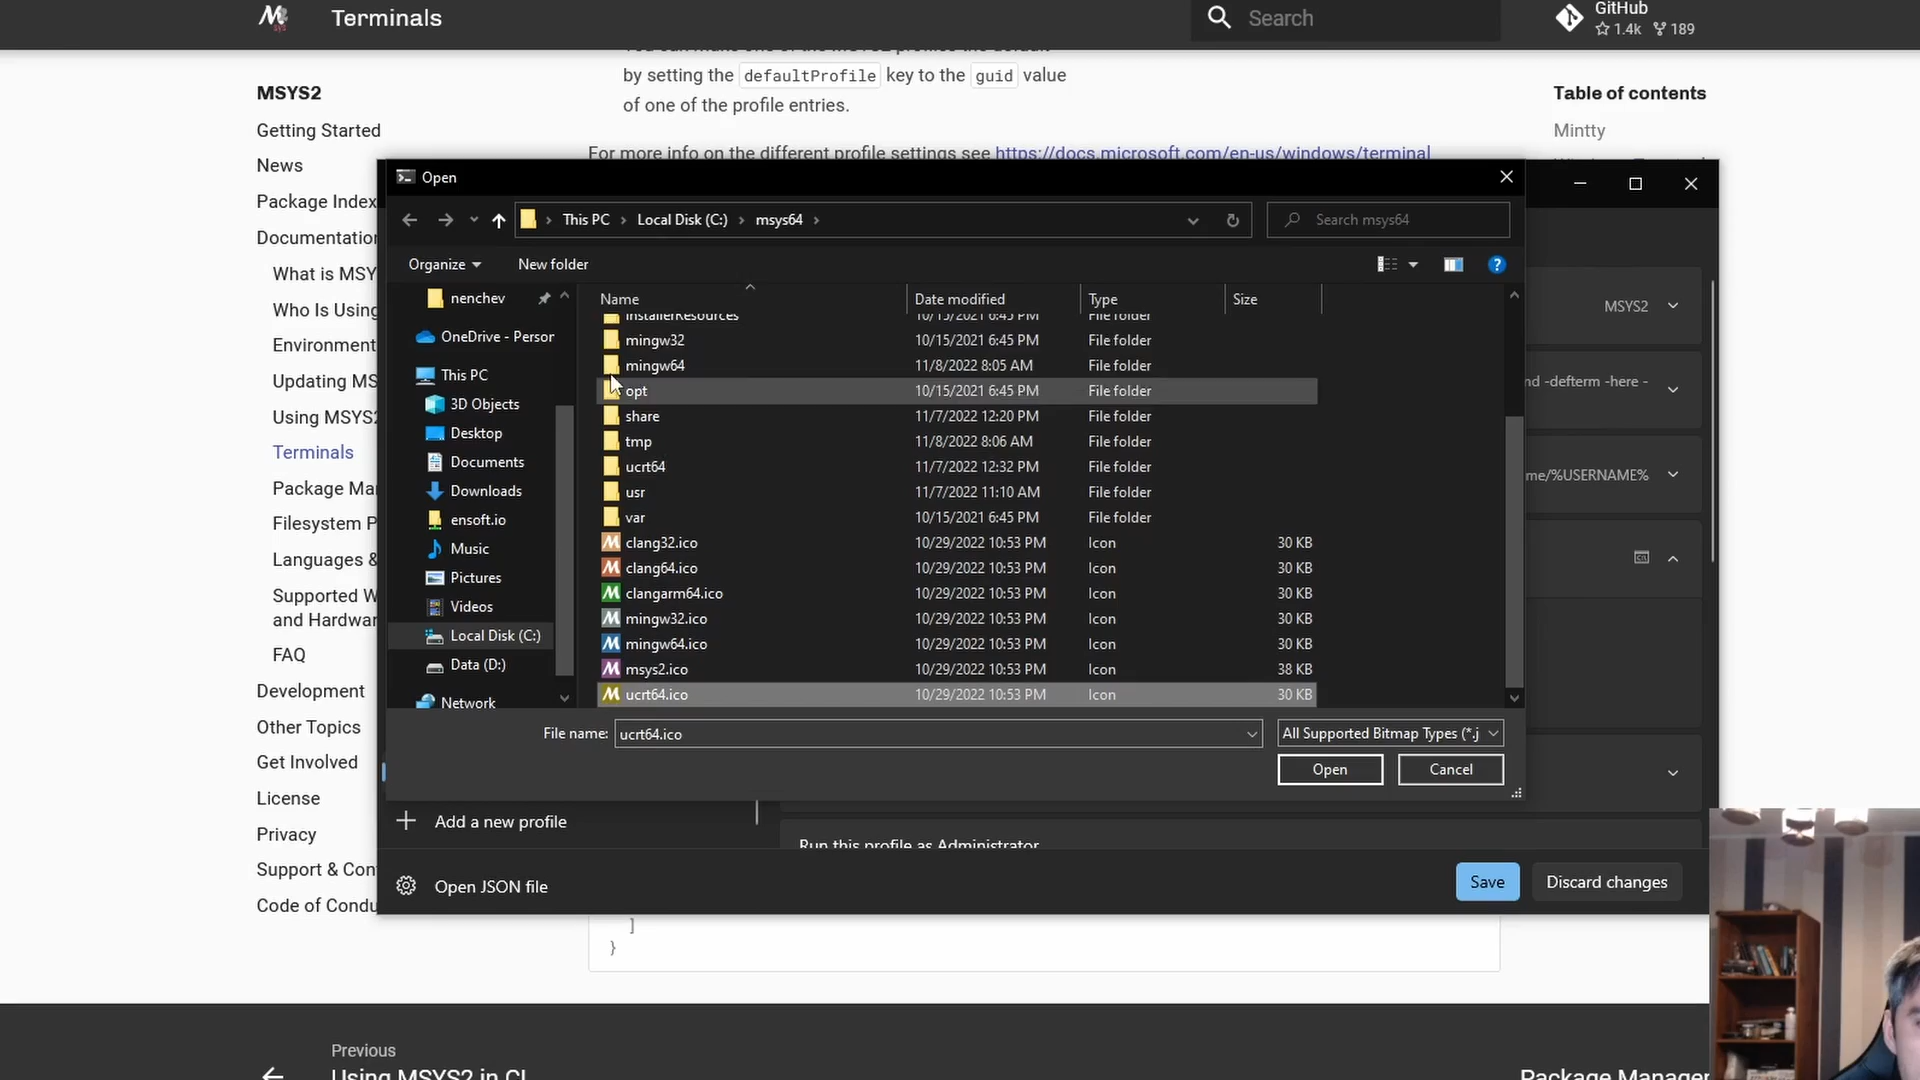 Terminals
Search
GitHub
1.4k 189
by setting the defaultProfile key to the guid value
of one of the profile entries.
For more info on the different profile settings see https://docs.microsoft.com/en-us/windows/terminal
MSYS2
Getting Started
News
Package Index
Documentation
What is MSY
Who Is Using
Environment
Updating MS
Using MSYS2
Terminals
Package Ma
Filesystem P
Languages &
Supported W
and Hardwar
FAQ
Development
Other Topics
Get Involved
License
Privacy
Support & Con
Code of Condu
Table of contents
Mintty
Open
This PC
Local Disk (C:)
msys64
Search msys64
Organize
New folder
nenchev
OneDrive - Person
This PC
3D Objects
Desktop
Documents
Downloads
ensoft.io
Music
Pictures
Videos
Local Disk (C:)
Data (D:)
Network
Name Date modified Type Size
installerResources 10/15/2021 6:45 PM File folder
mingw32 10/15/2021 6:45 PM File folder
mingw64 11/8/2022 8:05 AM File folder
opt 10/15/2021 6:45 PM File folder
share 11/7/2022 12:20 PM File folder
tmp 11/8/2022 8:06 AM File folder
ucrt64 11/7/2022 12:32 PM File folder
usr 11/7/2022 11:10 AM File folder
var 10/15/2021 6:45 PM File folder
clang32.ico 10/29/2022 10:53 PM Icon 30 KB
clang64.ico 10/29/2022 10:53 PM Icon 30 KB
clangarm64.ico 10/29/2022 10:53 PM Icon 30 KB
mingw32.ico 10/29/2022 10:53 PM Icon 30 KB
mingw64.ico 10/29/2022 10:53 PM Icon 30 KB
msys2.ico 10/29/2022 10:53 PM Icon 38 KB
ucrt64.ico 10/29/2022 10:53 PM Icon 30 KB
File name: ucrt64.ico
All Supported Bitmap Types (*.j
Open
Cancel
MSYS2
nd -defterm -here -
me/%USERNAME%
Add a new profile
Run this profile as Administrator
Open JSON file
Save
Discard changes
]
}
Previous
Using MSYS2 in CI
Package Manager